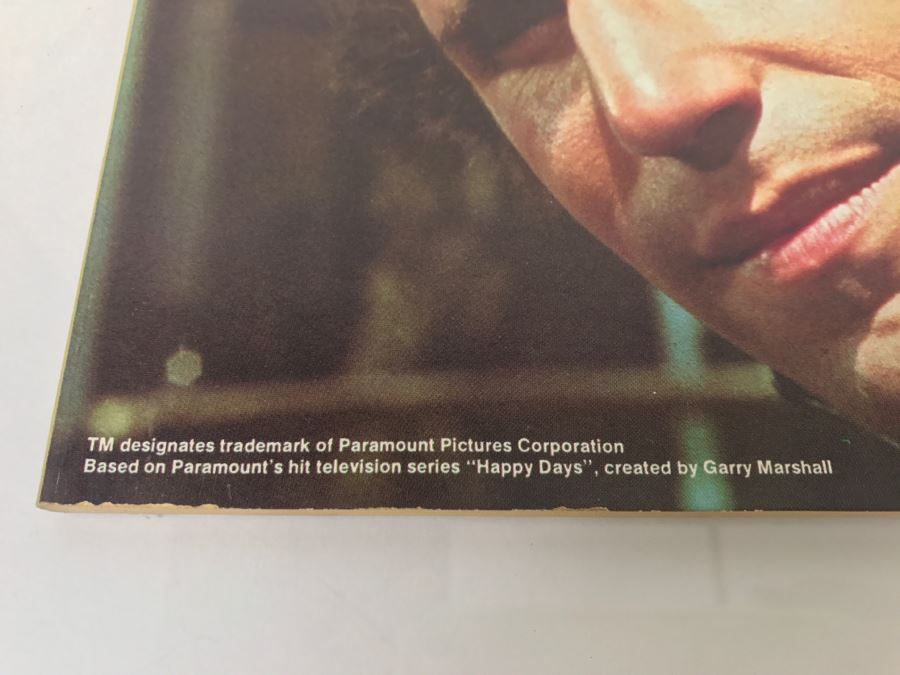 TM designates trademark of Paramount Pictures Corporation
Based on Paramount's hit television series "Happy Days", created by Garry Marshall